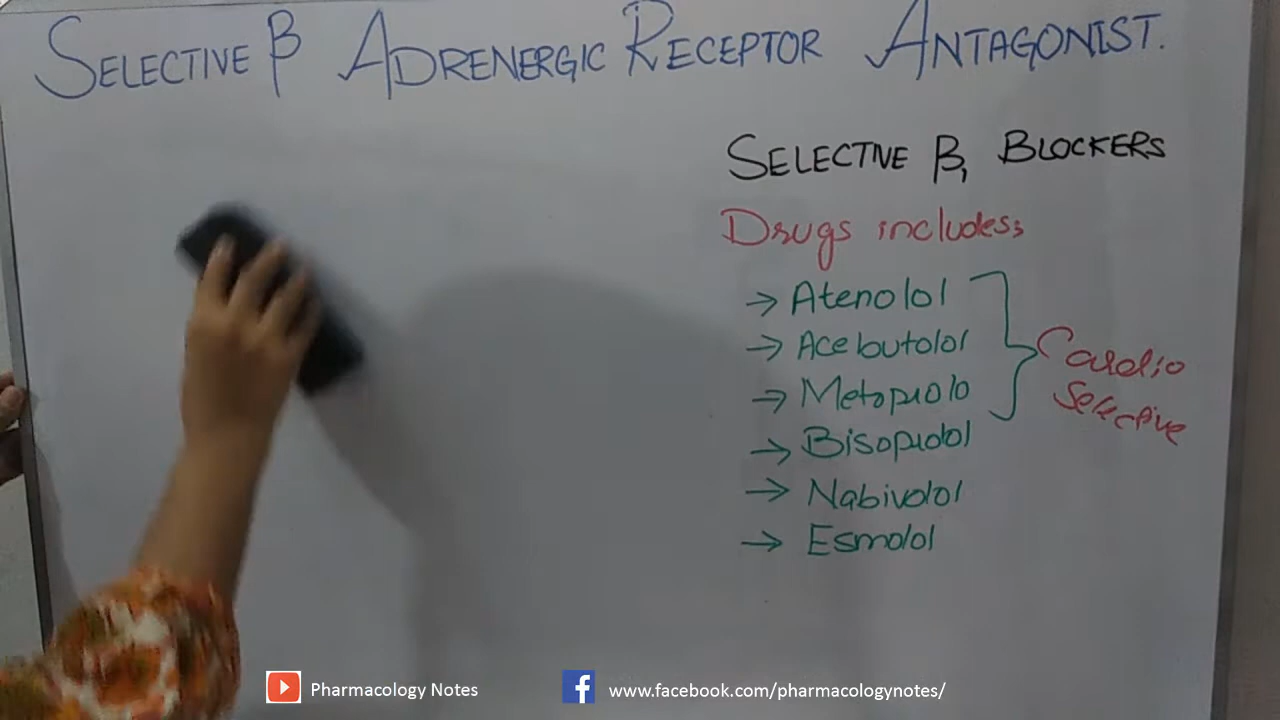 SELECTIVE β ADRENERGIC RECEPTOR ANTAGONIST.
SELECTIVE β₁ BLOCKERS
Drugs includes;
→ Atenolol
→ Acebutolol
→ Metoprolo
→ Bisoprolol
→ Nabivolol
→ Esmolol
Cardio
Selective
Pharmacology Notes
www.facebook.com/pharmacologynotes/